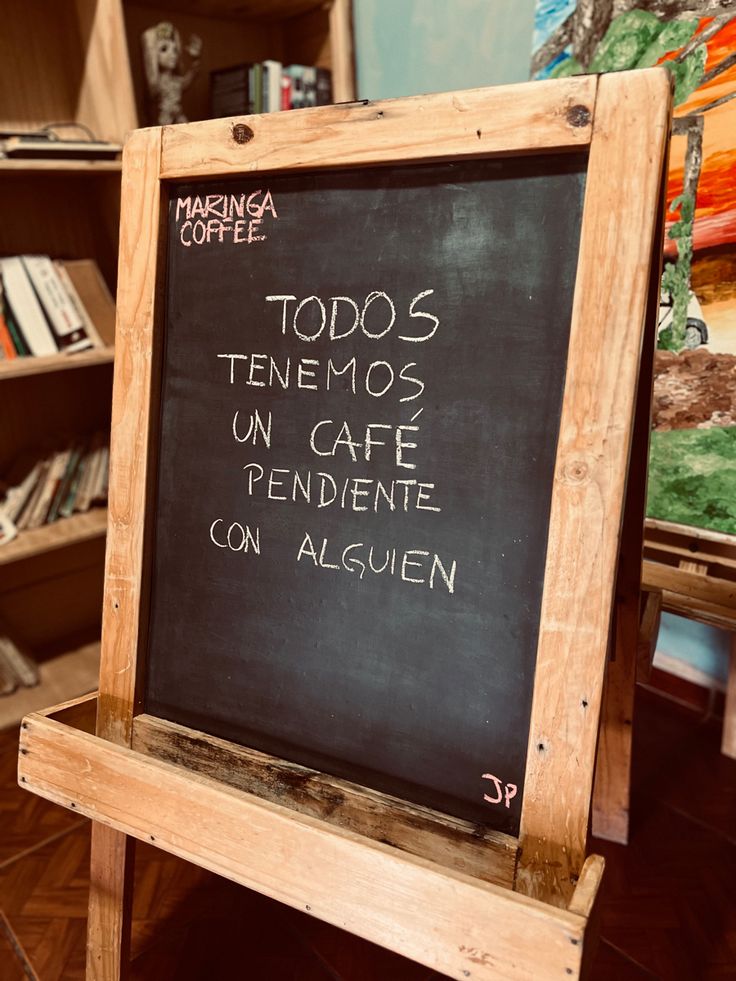 MARINGA
COFFEE
TODOS
TENEMOS
UN CAFÉ
PENDIENTE
CON ALGUIEN
JP